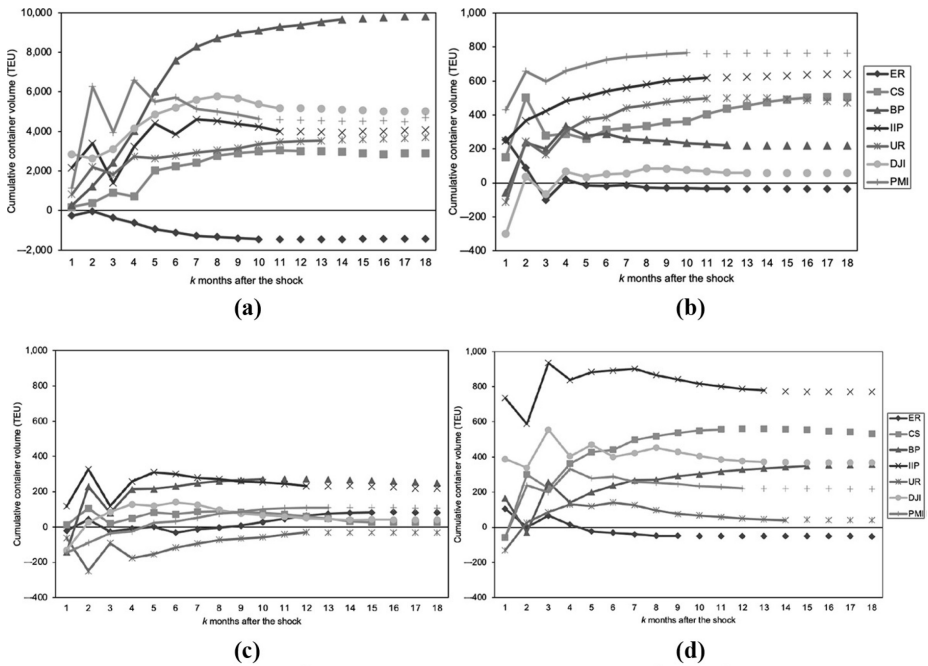 10,000
8,000
6,000
4,000
2,000
0
—2,000
Cumulative container volume (TEU)
1 2 3 4 5 6 7 8 9 10 11 12 13 14 15 16 17 18
k months after the shock
(a)
1,000
800
600
400
200
0
—200
—400
Cumulative container volume (TEU)
1 2 3 4 5 6 7 8 9 10 11 12 13 14 15 16 17 18
k months after the shock
(b)
ER
CS
BP
IIP
UR
DJI
PMI
1,000
800
600
400
200
0
—200
—400
Cumulative container volume (TEU)
1 2 3 4 5 6 7 8 9 10 11 12 13 14 15 16 17 18
k months after the shock
(c)
1,000
800
600
400
200
0
—200
—400
Cumulative container volume (TEU)
1 2 3 4 5 6 7 8 9 10 11 12 13 14 15 16 17 18
k months after the shock
(d)
ER
CS
BP
IIP
UR
DJI
PMI